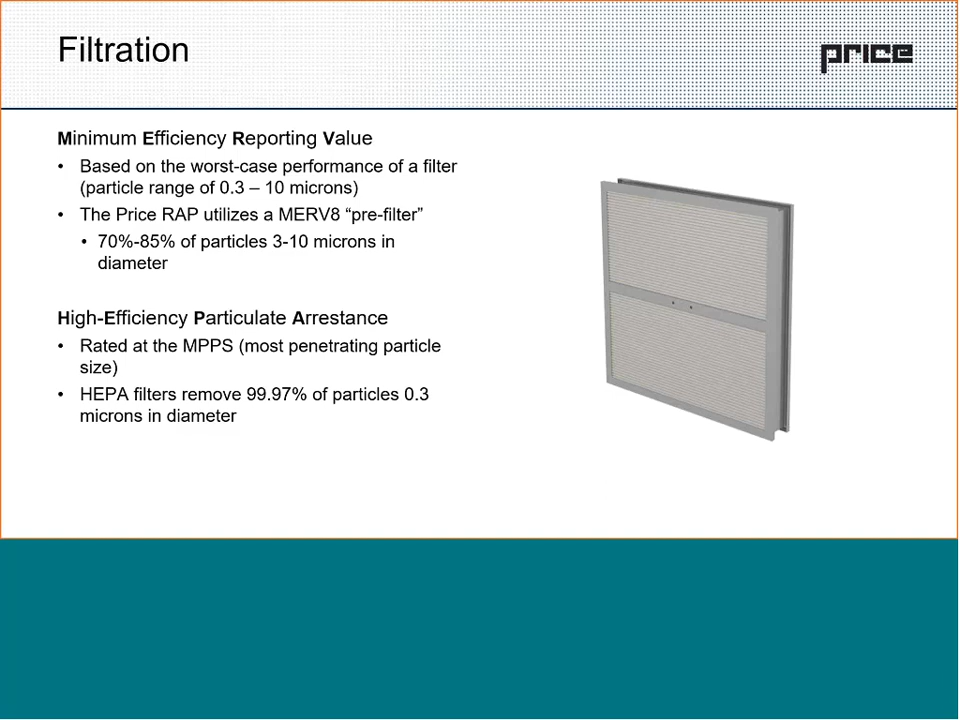 Filtration
price
Minimum Efficiency Reporting Value
• Based on the worst-case performance of a filter
(particle range of 0.3 – 10 microns)
• The Price RAP utilizes a MERV8 “pre-filter”
• 70%-85% of particles 3-10 microns in
diameter
High-Efficiency Particulate Arrestance
• Rated at the MPPS (most penetrating particle
size)
• HEPA filters remove 99.97% of particles 0.3
microns in diameter